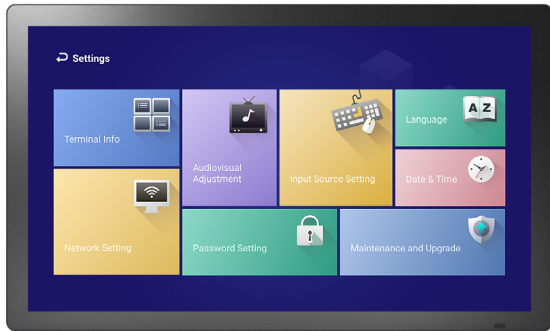 Settings
Terminal Info
Audiovisual
Adjustment
Input Source Setting
Language
A Z
Date & Time
Network Setting
Password Setting
Maintenance and Upgrade